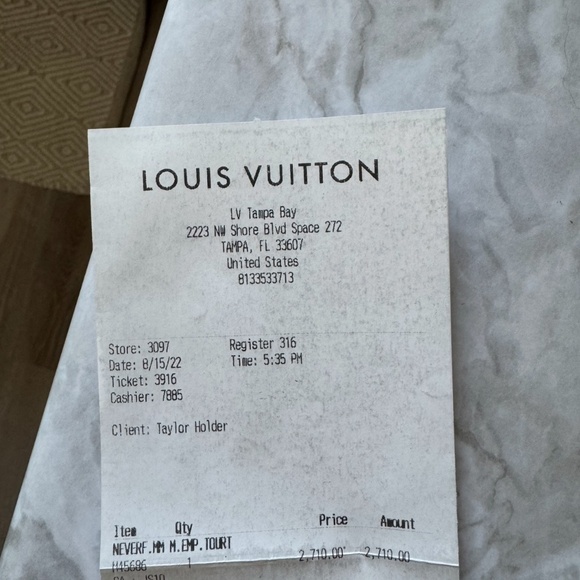 LOUIS VUITTON
LV Tampa Bay
2223 NW Shore Blvd Space 272
TAMPA, FL 33607
United States
8133533713
Store: 3097 Register 316
Date: 8/15/22 Time: 5:35 PM
Ticket: 3916
Cashier: 7885
Client: Taylor Holder
Item Qty Price Amount
NEVERF.MM M.EMP.TOURT
M45686 1 2,710.00 2,710.00